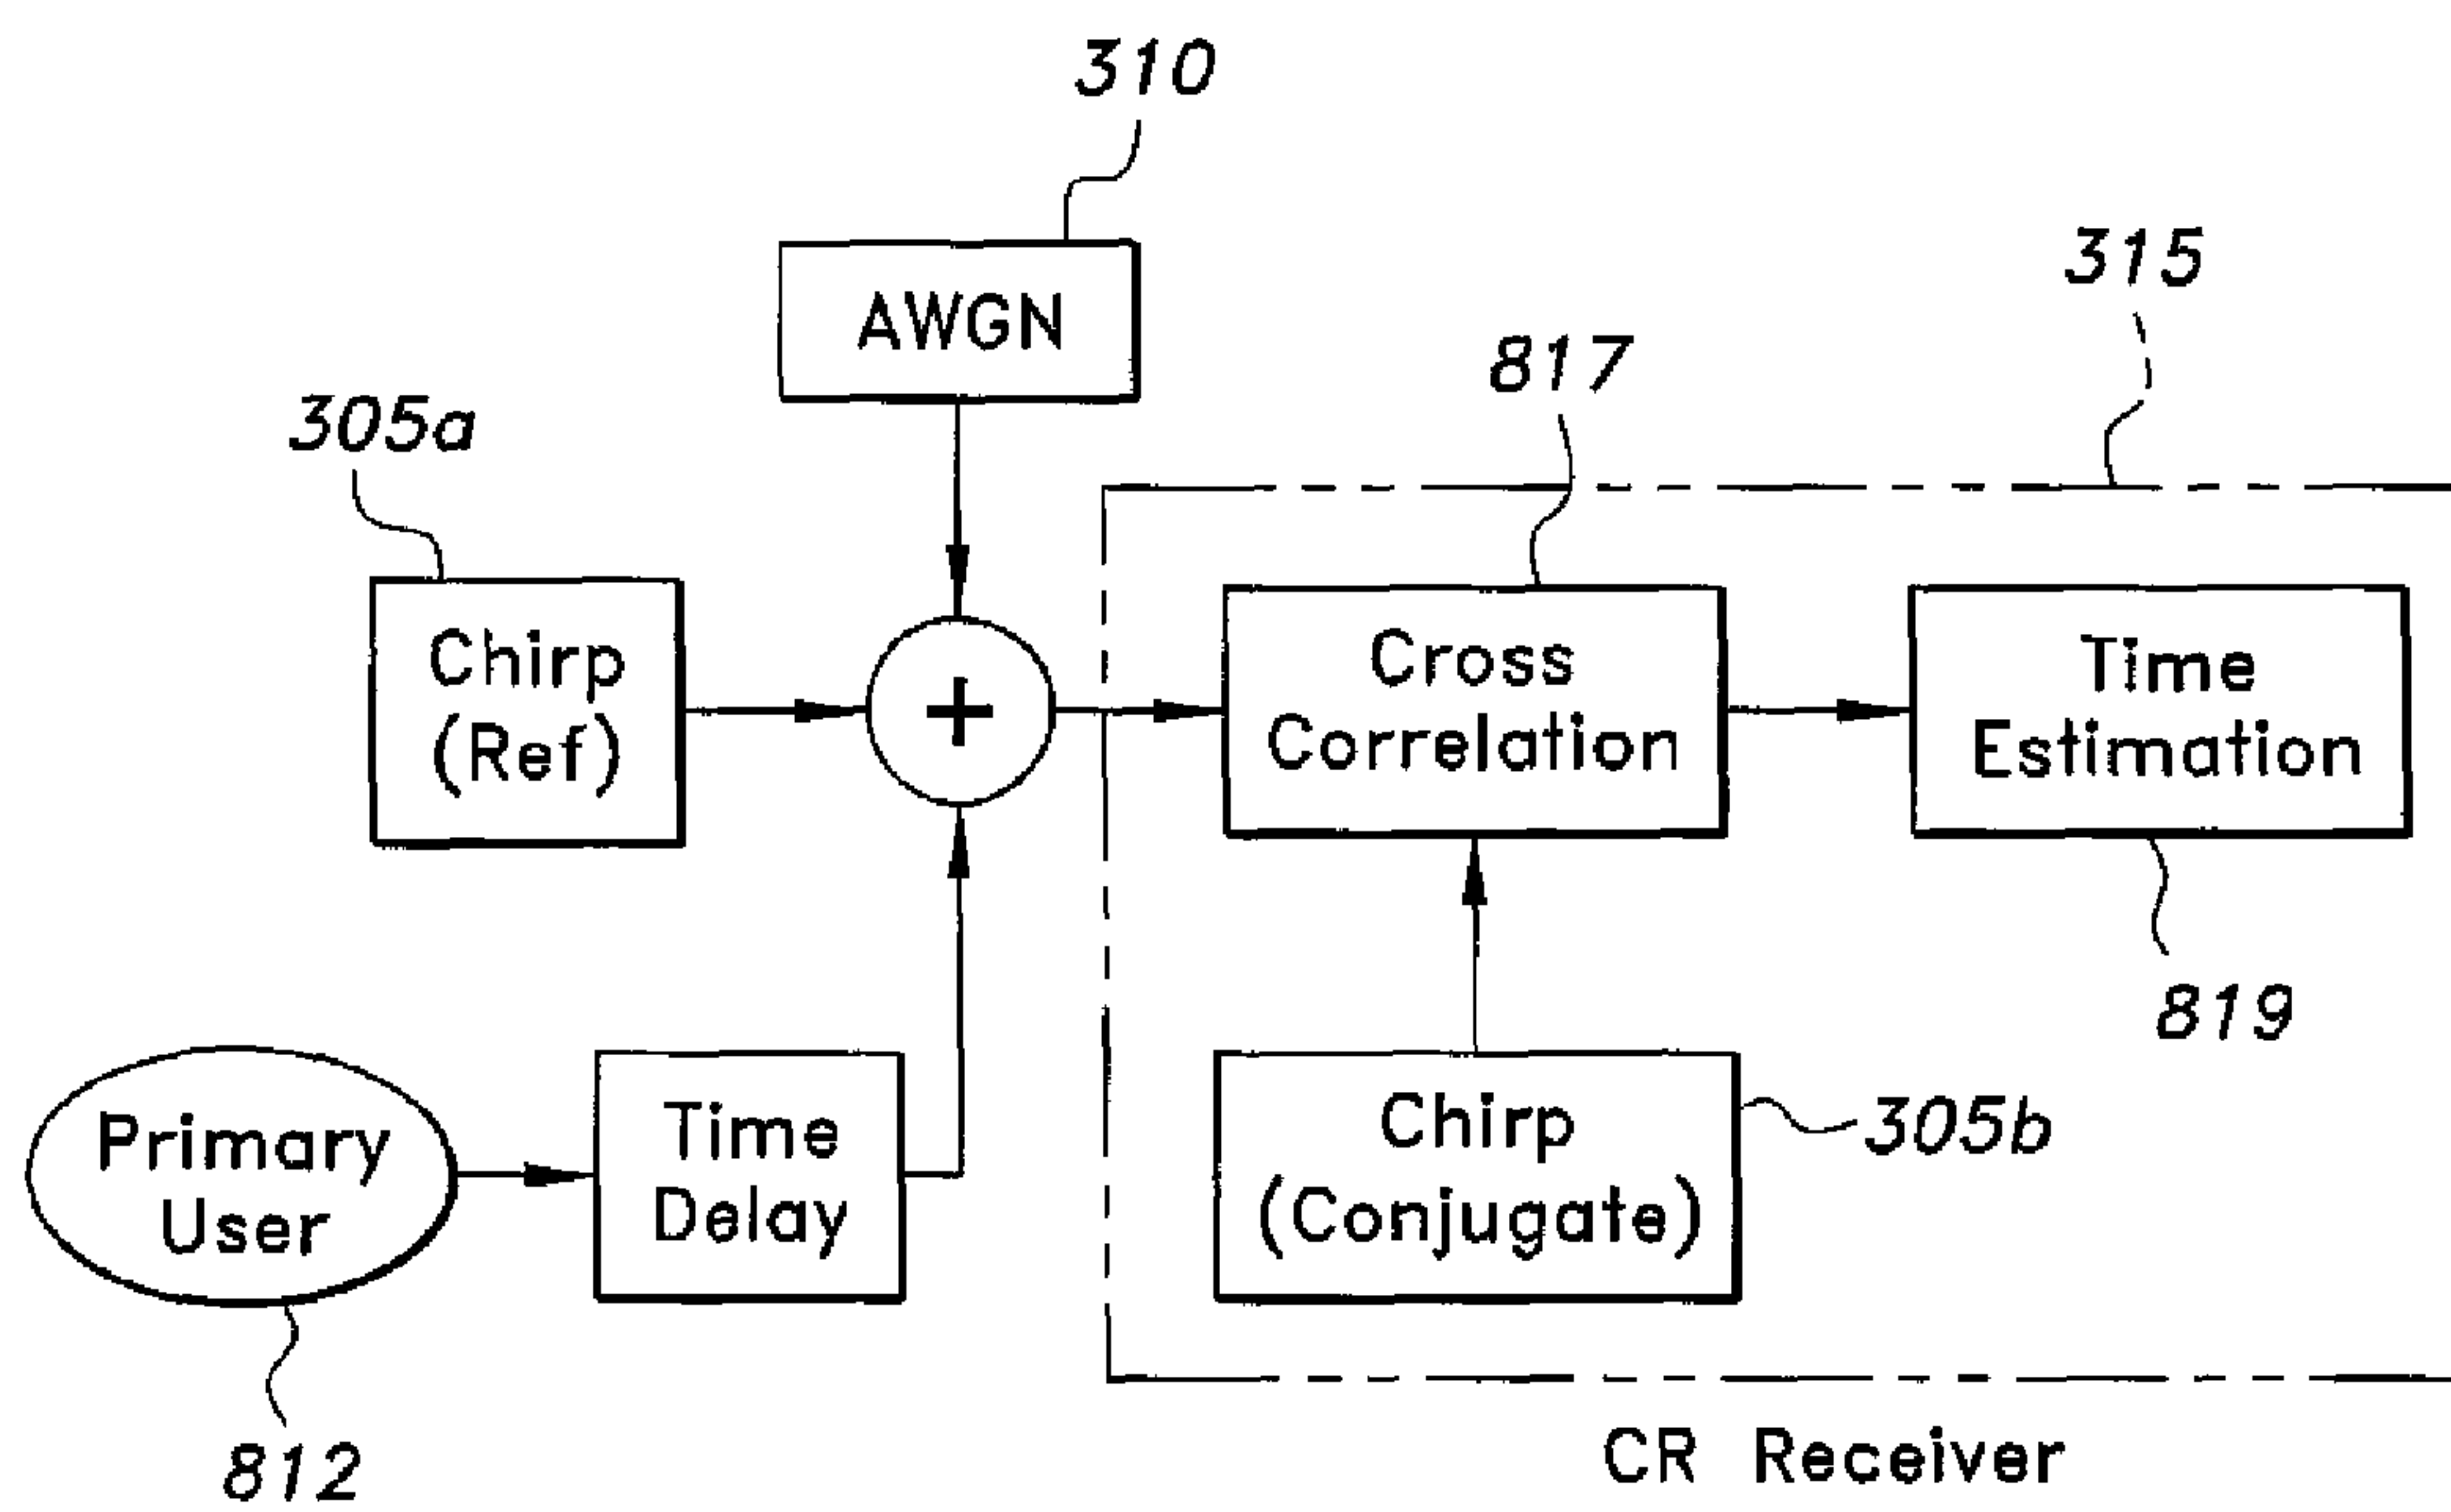 310
AWGN
315
817
305a
Chirp
(Ref)
+
Cross
Correlation
Time
Estimation
819
Primary
User
Time
Delay
Chirp
(Conjugate)
305b
812
CR Receiver